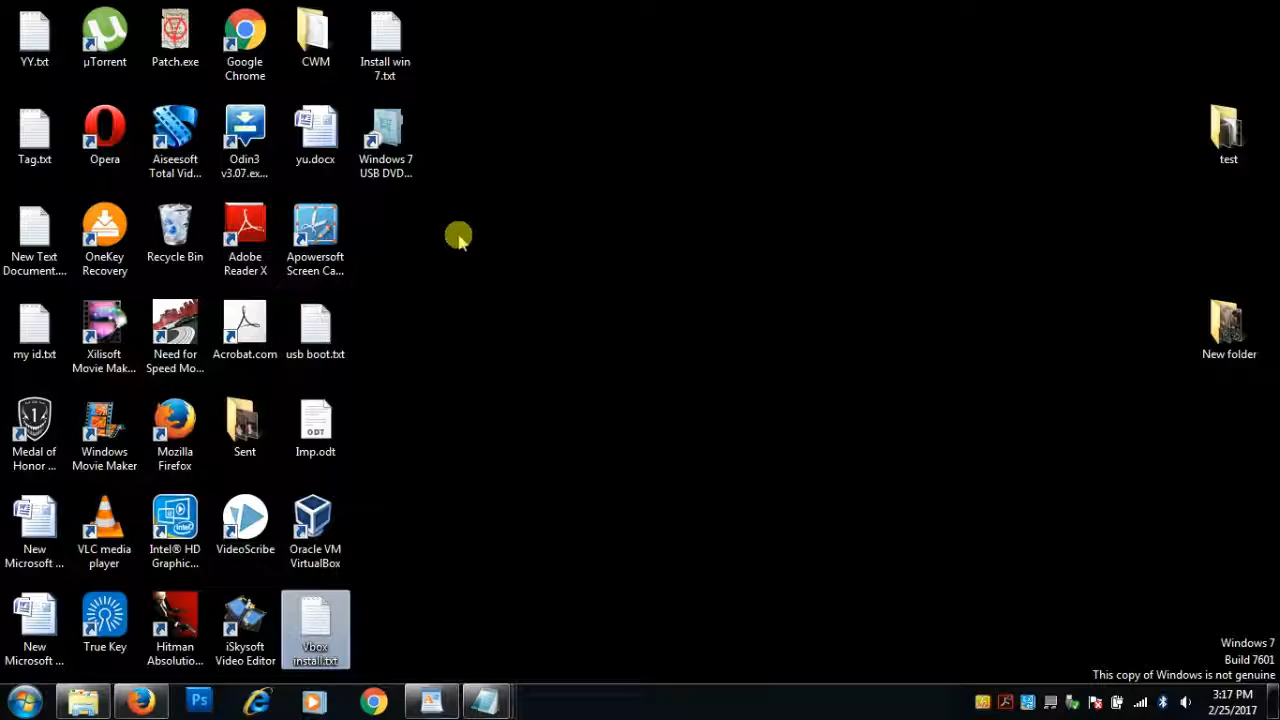 YY.txt
µTorrent
Patch.exe
Google
Chrome
CWM
Install win
7.txt
Tag.txt
Opera
Aiseesoft
Total Vid...
Odin3
v3.07.ex...
yu.docx
Windows 7
USB DVD...
test
New Text
Document....
OneKey
Recovery
Recycle Bin
Adobe
Reader X
Apowersoft
Screen Ca...
my id.txt
Xilisoft
Movie Mak...
Need for
Speed Mo...
Acrobat.com
usb boot.txt
New folder
Medal of
Honor ...
Windows
Movie Maker
Mozilla
Firefox
Sent
ODT
Imp.odt
New
Microsoft ...
VLC media
player
intel
Intel® HD
Graphic...
VideoScribe
Oracle VM
VirtualBox
New
Microsoft ...
True Key
Hitman
Absolutio...
iSkysoft
Video Editor
Vbox
install.txt
Windows 7
Build 7601
This copy of Windows is not genuine
Ps
3:17 PM
2/25/2017